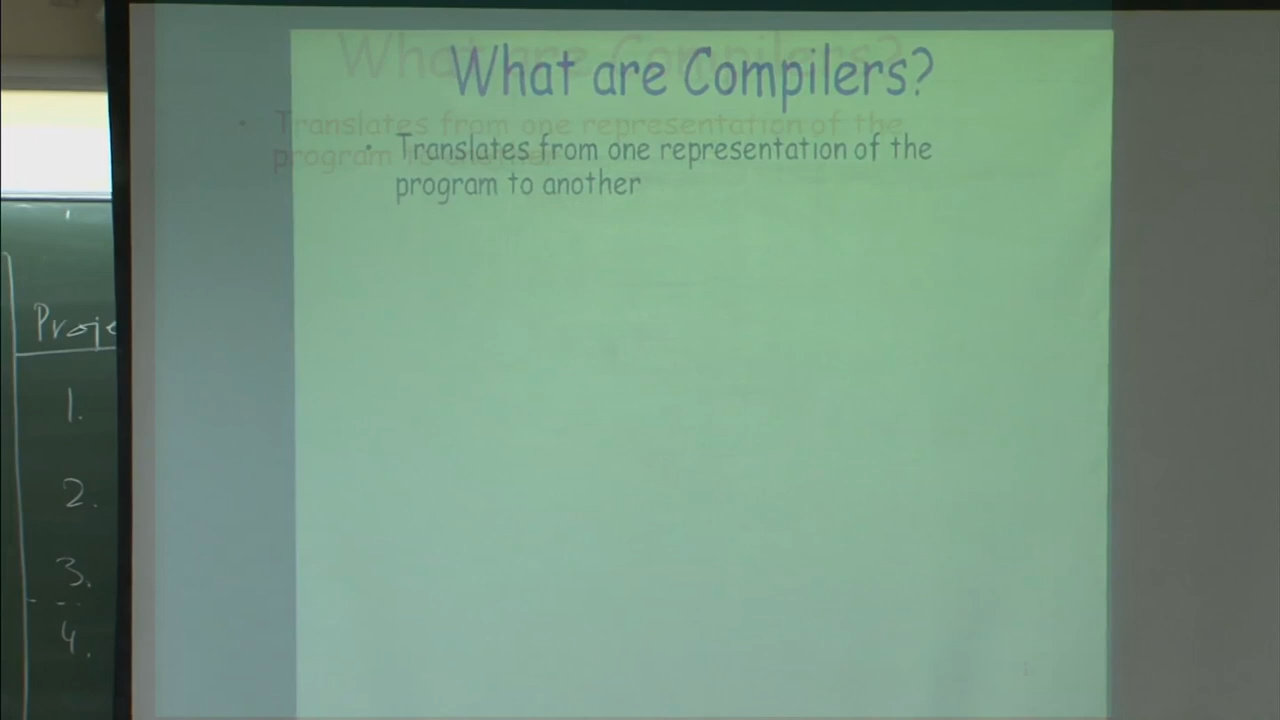 What are Compilers?
• Translates from one representation of the
program to another
Proje
1.
2.
3.
4.